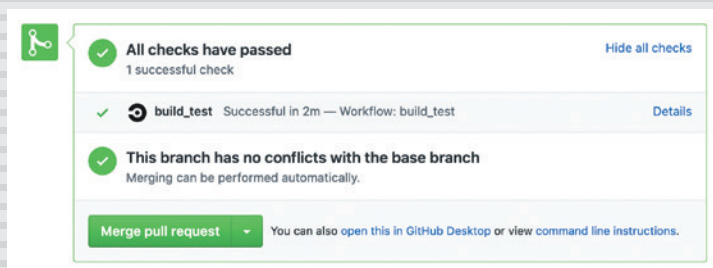 All checks have passed
Hide all checks
1 successful check
build_test Successful in 2m — Workflow: build_test
Details
This branch has no conflicts with the base branch
Merging can be performed automatically.
Merge pull request
You can also open this in GitHub Desktop or view command line instructions.